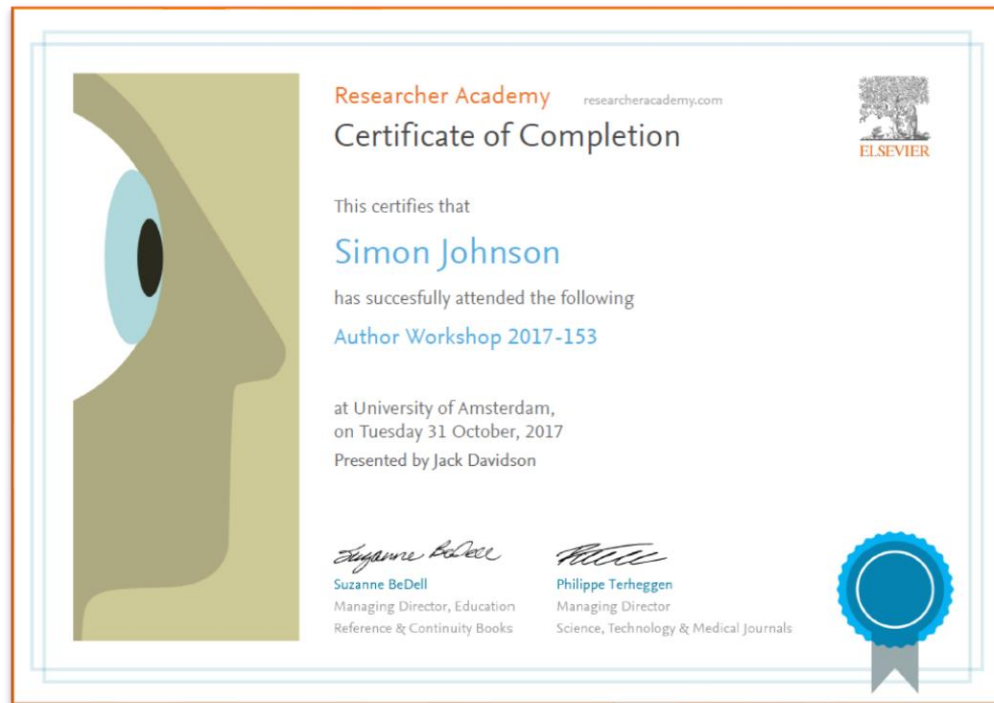 Researcher Academy researcheracademy.com
Certificate of Completion
ELSEVIER
This certifies that
Simon Johnson
has succesfully attended the following
Author Workshop 2017-153
at University of Amsterdam,
on Tuesday 31 October, 2017
Presented by Jack Davidson
Suzanne BeDell
Suzanne BeDell
Managing Director, Education
Reference & Continuity Books
Philippe Terheggen
Managing Director
Science, Technology & Medical Journals